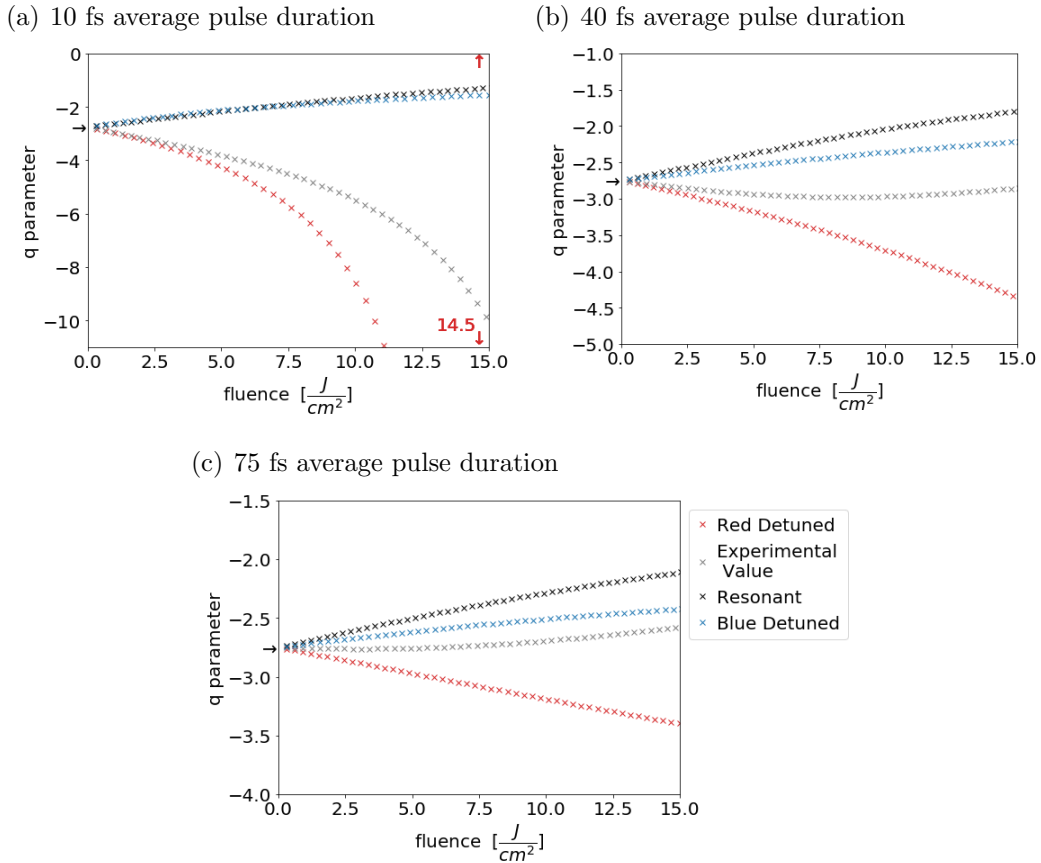 (a) 10 fs average pulse duration
0
−2
→
−4
−6
−8
−10
q parameter
↑
14.5
↓
0.0 2.5 5.0 7.5 10.0 12.5 15.0
fluence [J/cm²]
(b) 40 fs average pulse duration
−1.0
−1.5
−2.0
−2.5
→
−3.0
−3.5
−4.0
−4.5
−5.0
q parameter
0.0 2.5 5.0 7.5 10.0 12.5 15.0
fluence [J/cm²]
(c) 75 fs average pulse duration
−1.5
−2.0
−2.5
→
−3.0
−3.5
−4.0
q parameter
0.0 2.5 5.0 7.5 10.0 12.5 15.0
fluence [J/cm²]
Red Detuned
Experimental
Value
Resonant
Blue Detuned